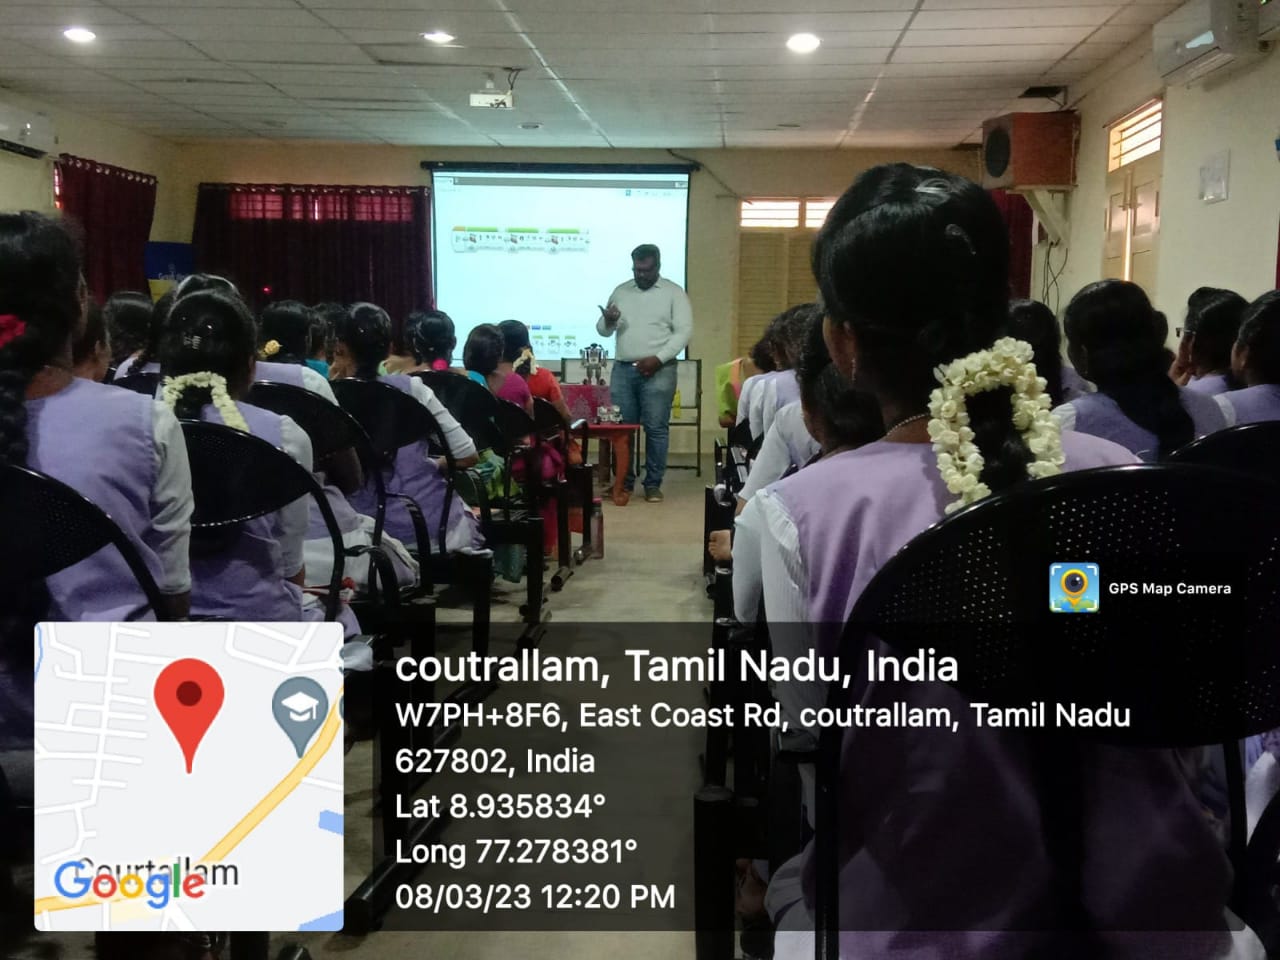 GPS Map Camera
coutrallam, Tamil Nadu, India
W7PH+8F6, East Coast Rd, coutrallam, Tamil Nadu
627802, India
Lat 8.935834°
Long 77.278381°
08/03/23 12:20 PM
Courtallam
Google